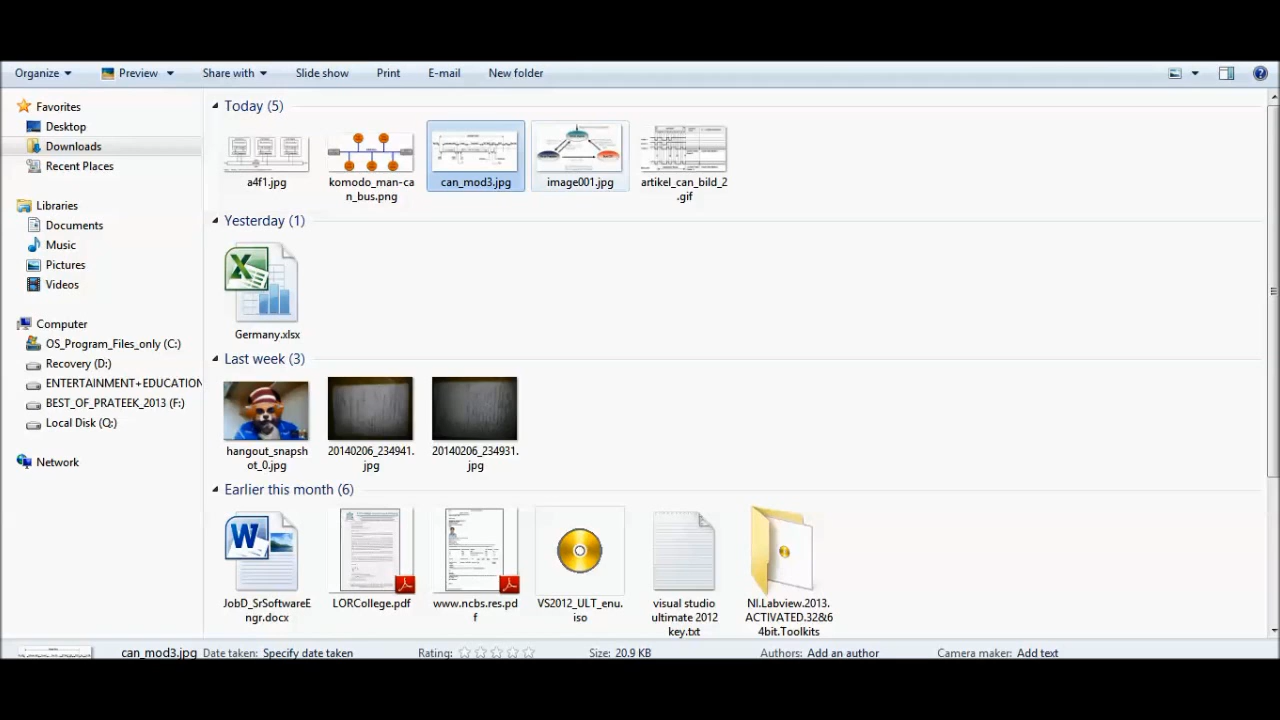 Organize Preview Share with Slide show Print E-mail New folder
Favorites
Desktop
Downloads
Recent Places
Libraries
Documents
Music
Pictures
Videos
Computer
OS_Program_Files_only (C:)
Recovery (D:)
ENTERTAINMENT+EDUCATION
BEST_OF_PRATEEK_2013 (F:)
Local Disk (Q:)
Network
Today (5)
a4f1.jpg
komodo_man-ca
n_bus.png
can_mod3.jpg
image001.jpg
artikel_can_bild_2
.gif
Yesterday (1)
Germany.xlsx
Last week (3)
hangout_snapsh
ot_0.jpg
20140206_234941.
jpg
20140206_234931.
jpg
Earlier this month (6)
JobD_SrSoftwareE
ngr.docx
LORCollege.pdf
www.ncbs.res.pd
f
VS2012_ULT_enu.
iso
visual studio
ultimate 2012
key.txt
NI.Labview.2013.
ACTIVATED.32&6
4bit.Toolkits
can_mod3.jpg Date taken: Specify date taken Rating: Size: 20.9 KB Authors: Add an author Camera maker: Add text